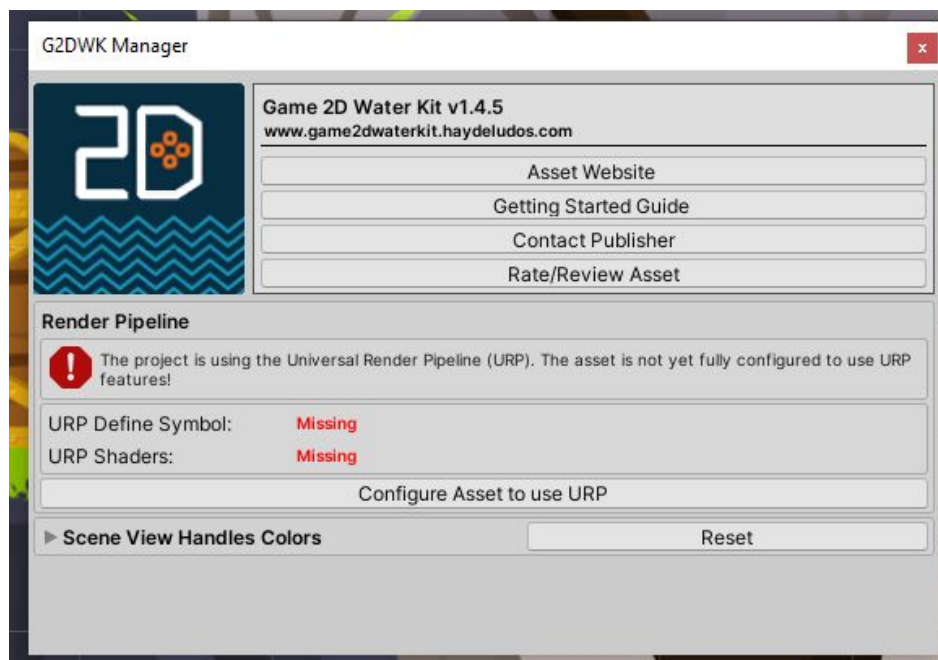 G2DWK Manager
x
2D
Game 2D Water Kit v1.4.5
www.game2dwaterkit.haydeludos.com
Asset Website
Getting Started Guide
Contact Publisher
Rate/Review Asset
Render Pipeline
The project is using the Universal Render Pipeline (URP). The asset is not yet fully configured to use URP
features!
URP Define Symbol: Missing
URP Shaders: Missing
Configure Asset to use URP
Scene View Handles Colors
Reset